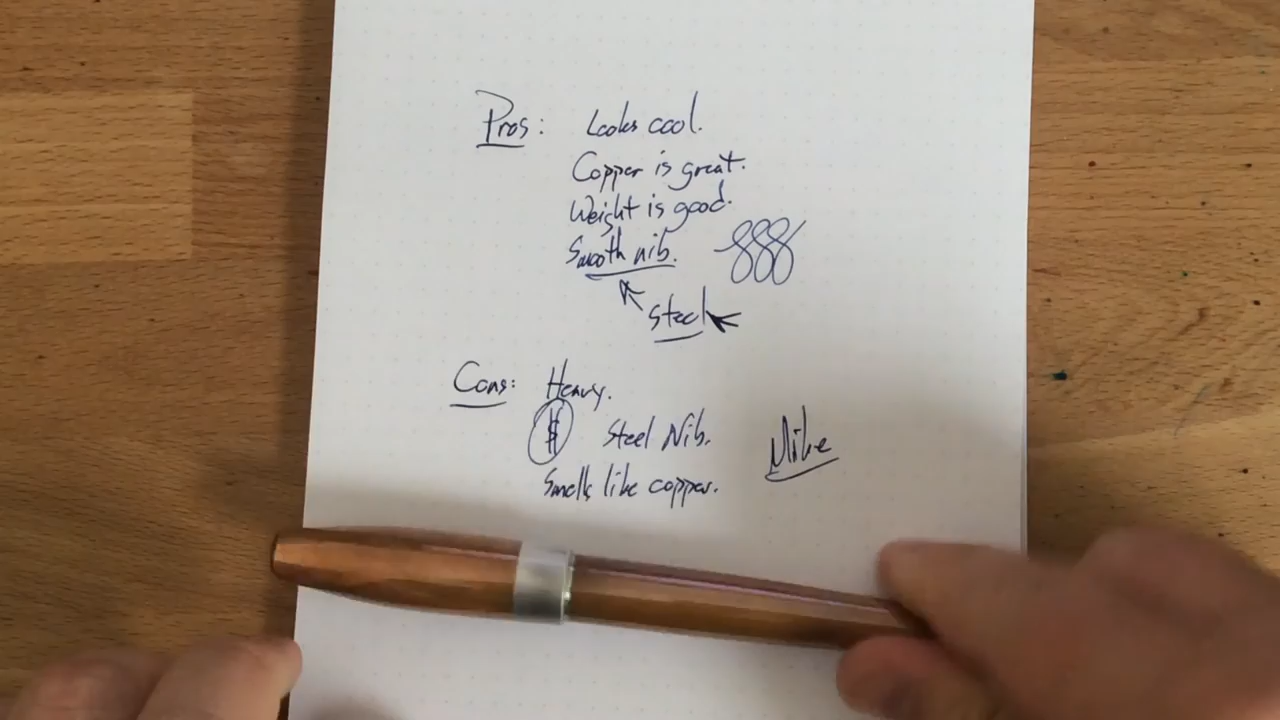 Pros: Looks cool.
Copper is great.
Weight is good.
Smooth nib.
Steel
Cons: Heavy.
$ Steel Nib.
Mike
Smells like copper.